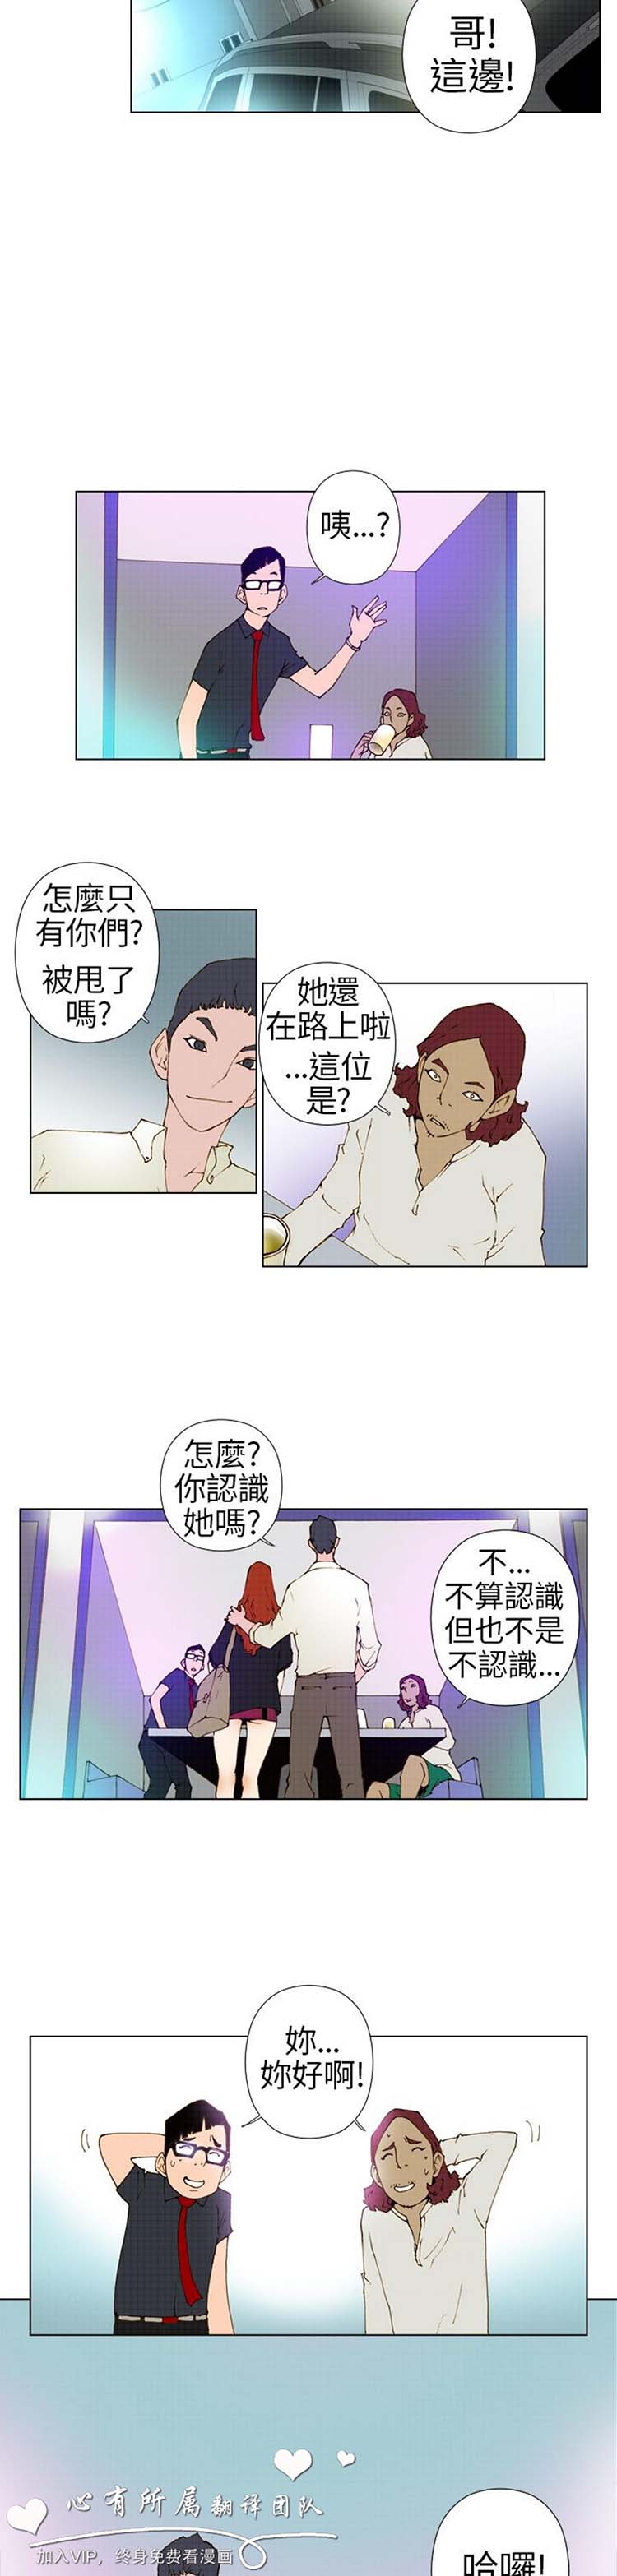 哥!
這邊!
咦...?
怎麼只
有你們?
被甩了
嗎?
她還
在路上啦
...這位
是?
怎麼?
你認識
她嗎?
不...
不算認識
但也不是
不認識...
妳...
妳好啊!
心有所属翻译团队
加入VIP，终身免费看漫画
哈囉!